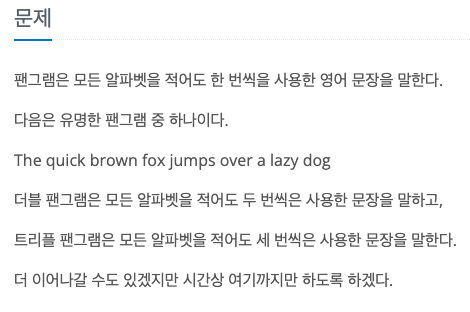 문제
팬그램은 모든 알파벳을 적어도 한 번씩을 사용한 영어 문장을 말한다.
다음은 유명한 팬그램 중 하나이다.
The quick brown fox jumps over a lazy dog
더블 팬그램은 모든 알파벳을 적어도 두 번씩은 사용한 문장을 말하고,
트리플 팬그램은 모든 알파벳을 적어도 세 번씩은 사용한 문장을 말한다.
더 이어나갈 수도 있겠지만 시간상 여기까지만 하도록 하겠다.